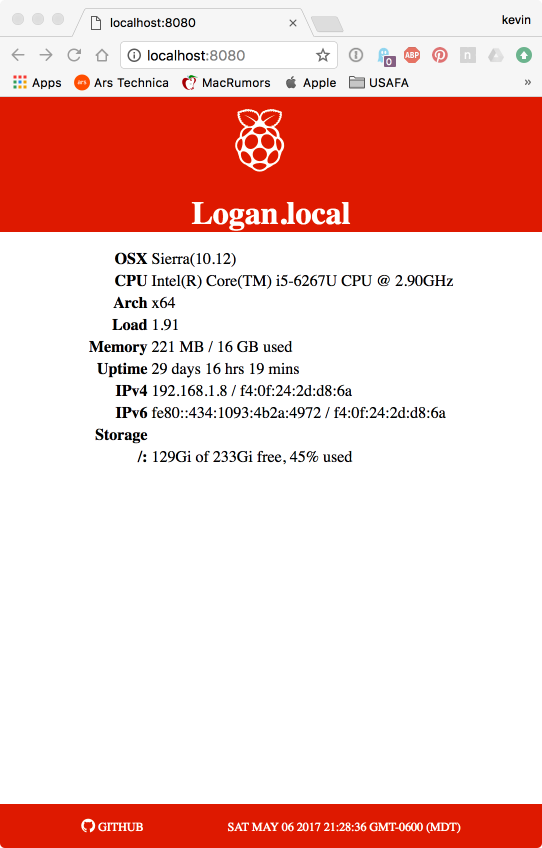 localhost:8080
kevin
localhost:8080
ABP
n
0
Apps
ars
Ars Technica
MacRumors
Apple
USAFA
»
Logan.local
OSX Sierra(10.12)
CPU Intel(R) Core(TM) i5-6267U CPU @ 2.90GHz
Arch x64
Load 1.91
Memory 221 MB / 16 GB used
Uptime 29 days 16 hrs 19 mins
IPv4 192.168.1.8 / f4:0f:24:2d:d8:6a
IPv6 fe80::434:1093:4b2a:4972 / f4:0f:24:2d:d8:6a
Storage
/: 129Gi of 233Gi free, 45% used
GITHUB
SAT MAY 06 2017 21:28:36 GMT-0600 (MDT)